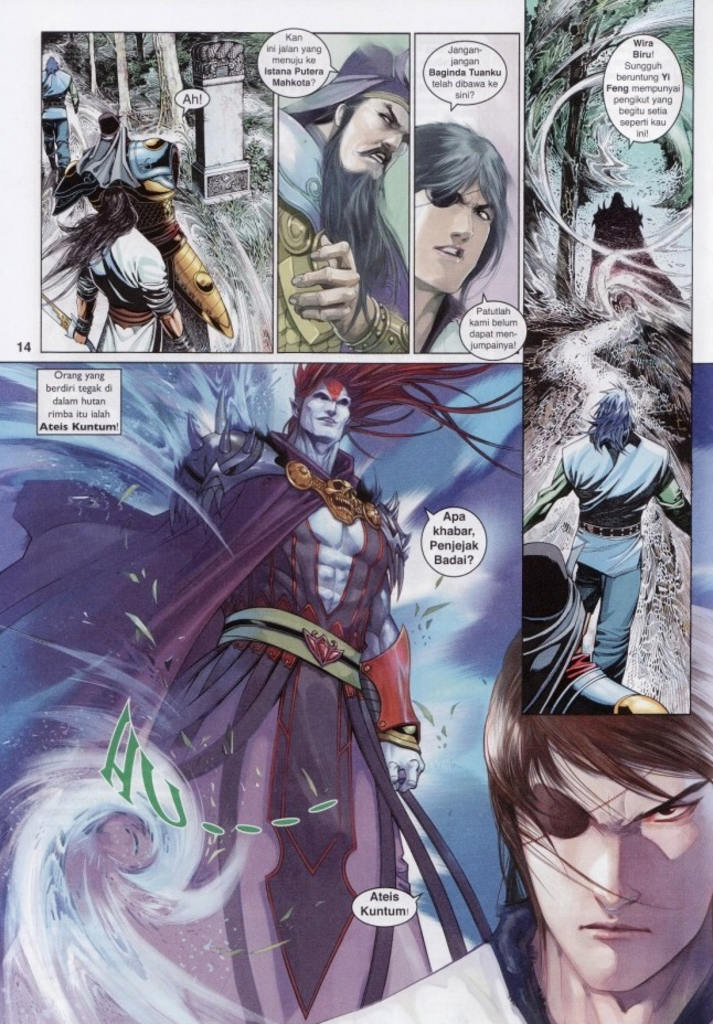 Ah!
Kan
ini jalan yang
menuju ke
Istana Putera
Mahkota?
Jangan-
jangan
Baginda Tuanku
telah dibawa ke
sini?
Patutlah
kami belum
dapat men-
jumpainya!
Wira
Biru!
Sungguh
beruntung Yi
Feng mempunyai
pengikut yang
begitu setia
seperti kau
ini!
14
Orang yang
berdiri tegak di
dalam hutan
rimba itu ialah
Ateis Kuntum!
Apa
khabar,
Penjejak
Badai?
HU----
Ateis
Kuntum!